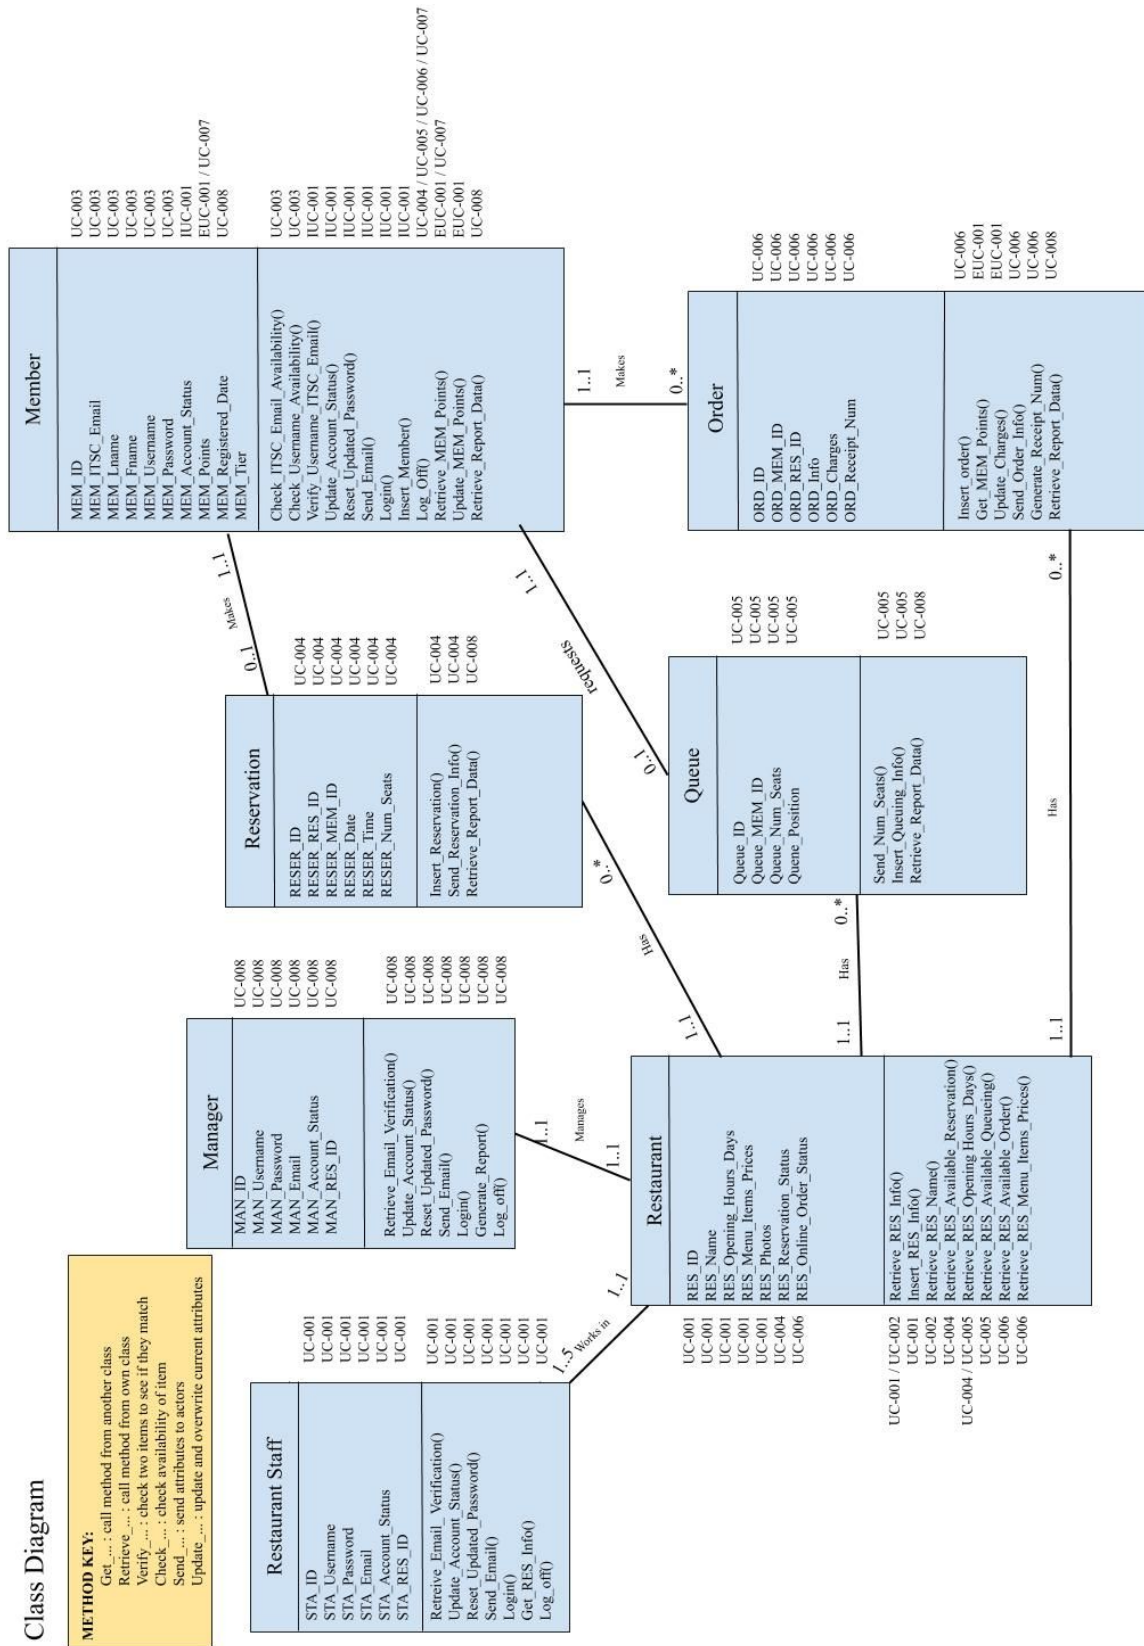 Class Diagram
METHOD KEY:
Get_... : call method from another class
Retrieve_... : call method from own class
Verify_... : check two items to see if they match
Check_... : check availability of item
Send_... : send attributes to actors
Update_... : update and overwrite current attributes
Restaurant Staff
STA_ID
STA_Username
STA_Password
STA_Email
STA_Account_Status
STA_RES_ID
UC-001
UC-001
UC-001
UC-001
UC-001
UC-001
Retreive_Email_Verification()
Update_Account_Status()
Reset_Updated_Password()
Send_Email()
Login()
Get_RES_Info()
Log_off()
UC-001
UC-001
UC-001
UC-001
UC-001
UC-001
UC-001
1..5
Works in
1..1
Manager
MAN_ID
MAN_Username
MAN_Password
MAN_Email
MAN_Account_Status
MAN_RES_ID
UC-008
UC-008
UC-008
UC-008
UC-008
UC-008
Retrieve_Email_Verification()
Update_Account_Status()
Reset_Updated_Password()
Send_Email()
Login()
Generate_Report()
Log_off()
UC-008
UC-008
UC-008
UC-008
UC-008
UC-008
UC-008
1..1
Manages
1..1
Reservation
RESER_ID
RESER_RES_ID
RESER_MEM_ID
RESER_Date
RESER_Time
RESER_Num_Seats
UC-004
UC-004
UC-004
UC-004
UC-004
UC-004
Insert_Reservation()
Send_Reservation_Info()
Retrieve_Report_Data()
UC-004
UC-004
UC-008
0..1
Makes
1..1
0..*
Has
1..1
Member
MEM_ID
MEM_ITSC_Email
MEM_Lname
MEM_Fname
MEM_Username
MEM_Password
MEM_Account_Status
MEM_Points
MEM_Registered_Date
MEM_Tier
UC-003
UC-003
UC-003
UC-003
UC-003
UC-003
IUC-001
EUC-001 / UC-007
UC-008
Check_ITSC_Email_Availability()
Check_Username_Availability()
Verify_Username_ITSC_Email()
Update_Account_Status()
Reset_Updated_Password()
Send_Email()
Login()
Insert_Member()
Log_Off()
Retrieve_MEM_Points()
Update_MEM_Points()
Retrieve_Report_Data()
UC-003
UC-003
IUC-001
IUC-001
IUC-001
IUC-001
IUC-001
IUC-001
UC-004 / UC-005 / UC-006 / UC-007
EUC-001 / UC-007
EUC-001
UC-008
1..1
requests
0..1
1..1
Makes
0..*
Restaurant
UC-001
UC-001
UC-001
UC-001
UC-001
UC-004
UC-006
RES_ID
RES_Name
RES_Opening_Hours_Days
RES_Menu_Items_Prices
RES_Photos
RES_Reservation_Status
RES_Online_Order_Status
UC-001 / UC-002
UC-001
UC-002
UC-004
UC-004 / UC-005
UC-005
UC-006
UC-006
Retrieve_RES_Info()
Insert_RES_Info()
Retrieve_RES_Name()
Retrieve_RES_Available_Reservation()
Retrieve_RES_Opening_Hours_Days()
Retrieve_RES_Available_Queueing()
Retrieve_RES_Available_Order()
Retrieve_RES_Menu_Items_Prices()
1..1
Has
0..*
Queue
Queue_ID
Queue_MEM_ID
Queue_Num_Seats
Quene_Position
UC-005
UC-005
UC-005
UC-005
Send_Num_Seats()
Insert_Queuing_Info()
Retrieve_Report_Data()
UC-005
UC-005
UC-008
Order
ORD_ID
ORD_MEM_ID
ORD_RES_ID
ORD_Info
ORD_Charges
ORD_Receipt_Num
UC-006
UC-006
UC-006
UC-006
UC-006
UC-006
Insert_order()
Get_MEM_Points()
Update_Charges()
Send_Order_Info()
Generate_Receipt_Num()
Retrieve_Report_Data()
UC-006
EUC-001
EUC-001
UC-006
UC-006
UC-008
1..1
Has
0..*